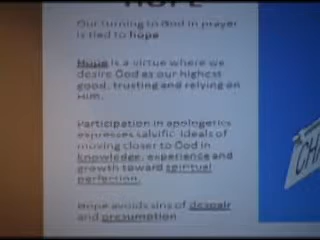 HOPE
Our turning to God in prayer
is tied to hope
Hope is a virtue where we
desire God as our highest
good, trusting and relying on
Him.
Participation in apologetics
expresses salvific ideals of
moving closer to God in
knowledge, experience and
growth toward spiritual
perfection.
Hope avoids sins of despair
and presumption
CH